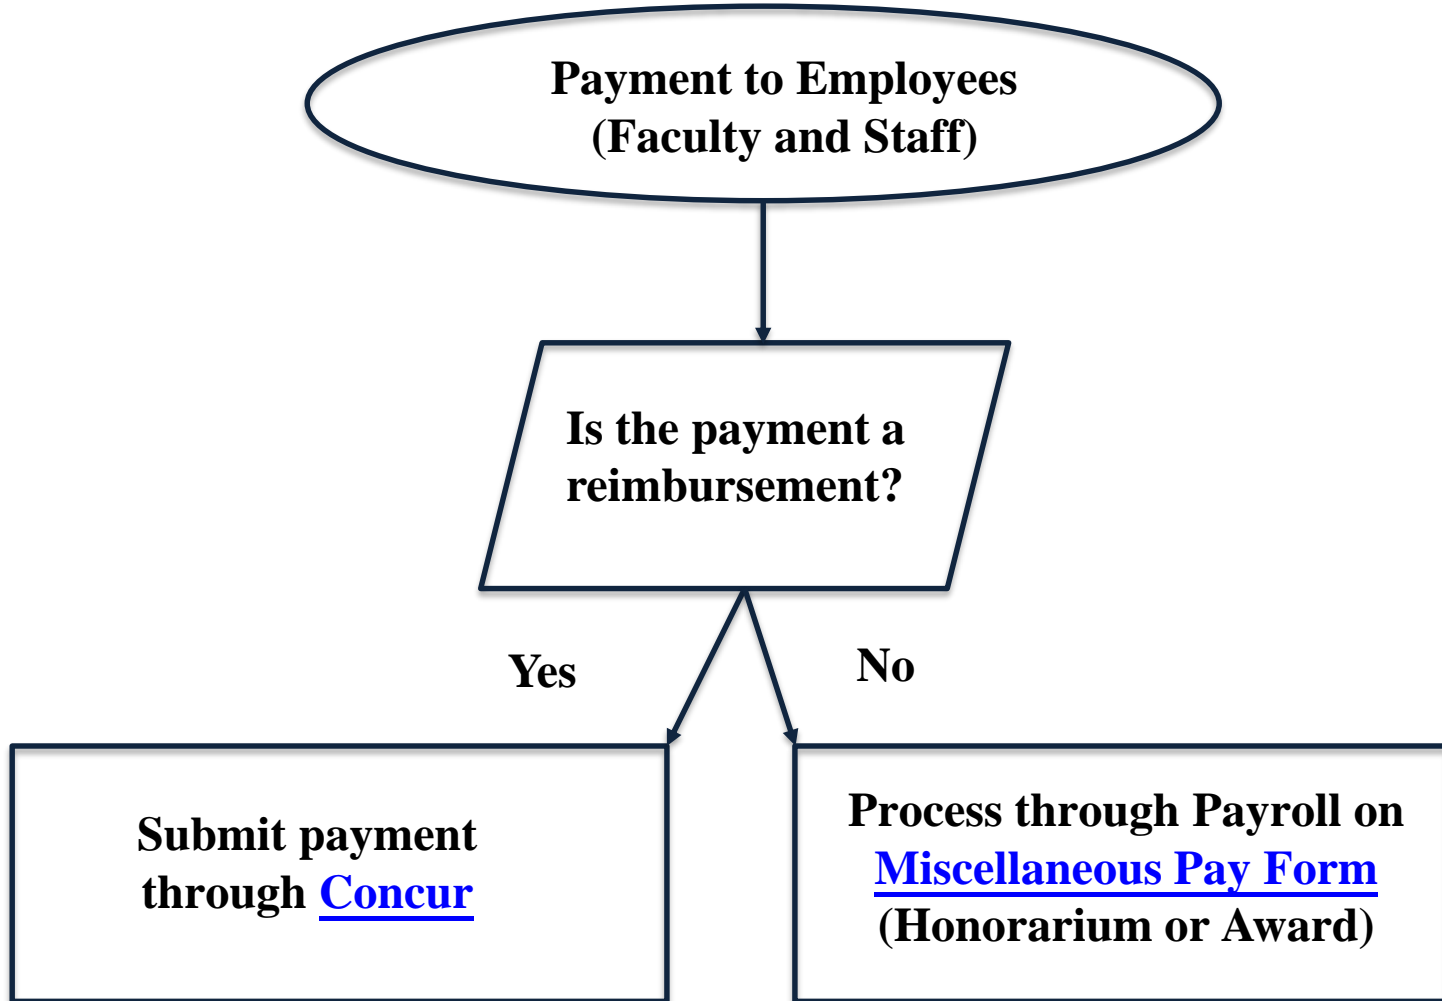 Payment to Employees
(Faculty and Staff)
Is the payment a
reimbursement?
Yes
No
Submit payment
through Concur
Process through Payroll on
Miscellaneous Pay Form
(Honorarium or Award)